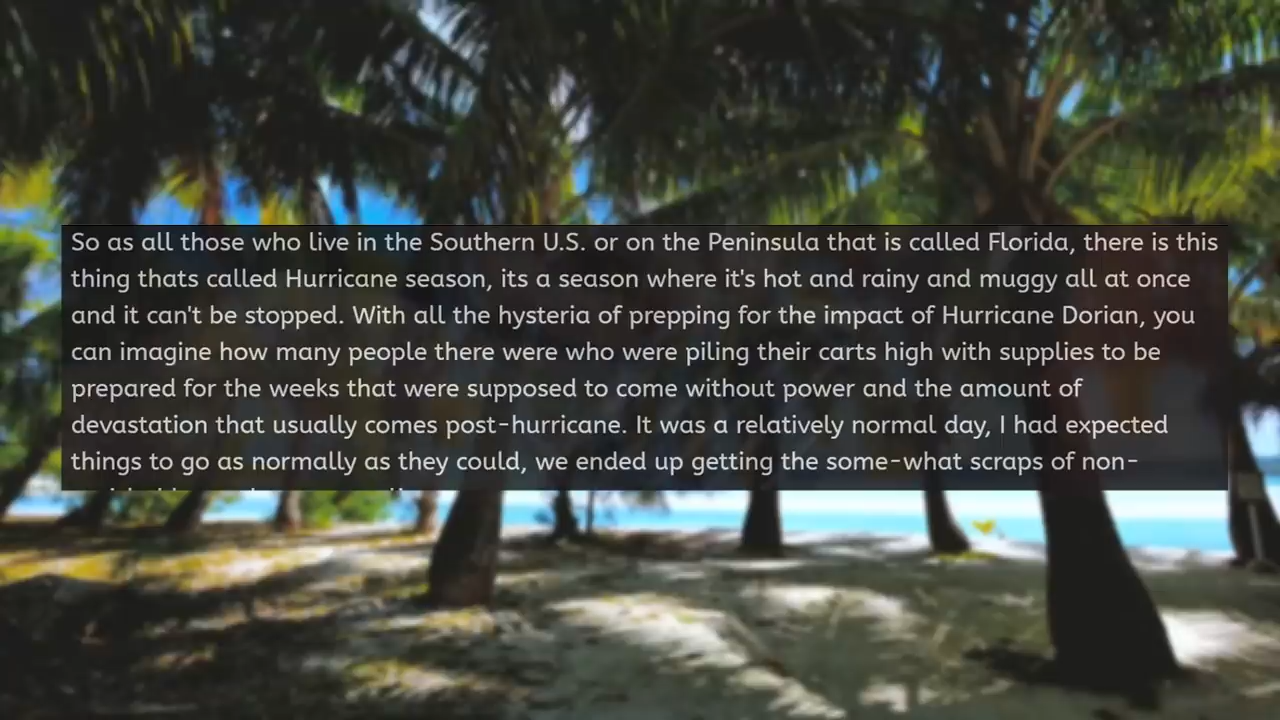 So as all those who live in the Southern U.S. or on the Peninsula that is called Florida, there is this
thing thats called Hurricane season, its a season where it's hot and rainy and muggy all at once
and it can't be stopped. With all the hysteria of prepping for the impact of Hurricane Dorian, you
can imagine how many people there were who were piling their carts high with supplies to be
prepared for the weeks that were supposed to come without power and the amount of
devastation that usually comes post-hurricane. It was a relatively normal day, I had expected
things to go as normally as they could, we ended up getting the some-what scraps of non-